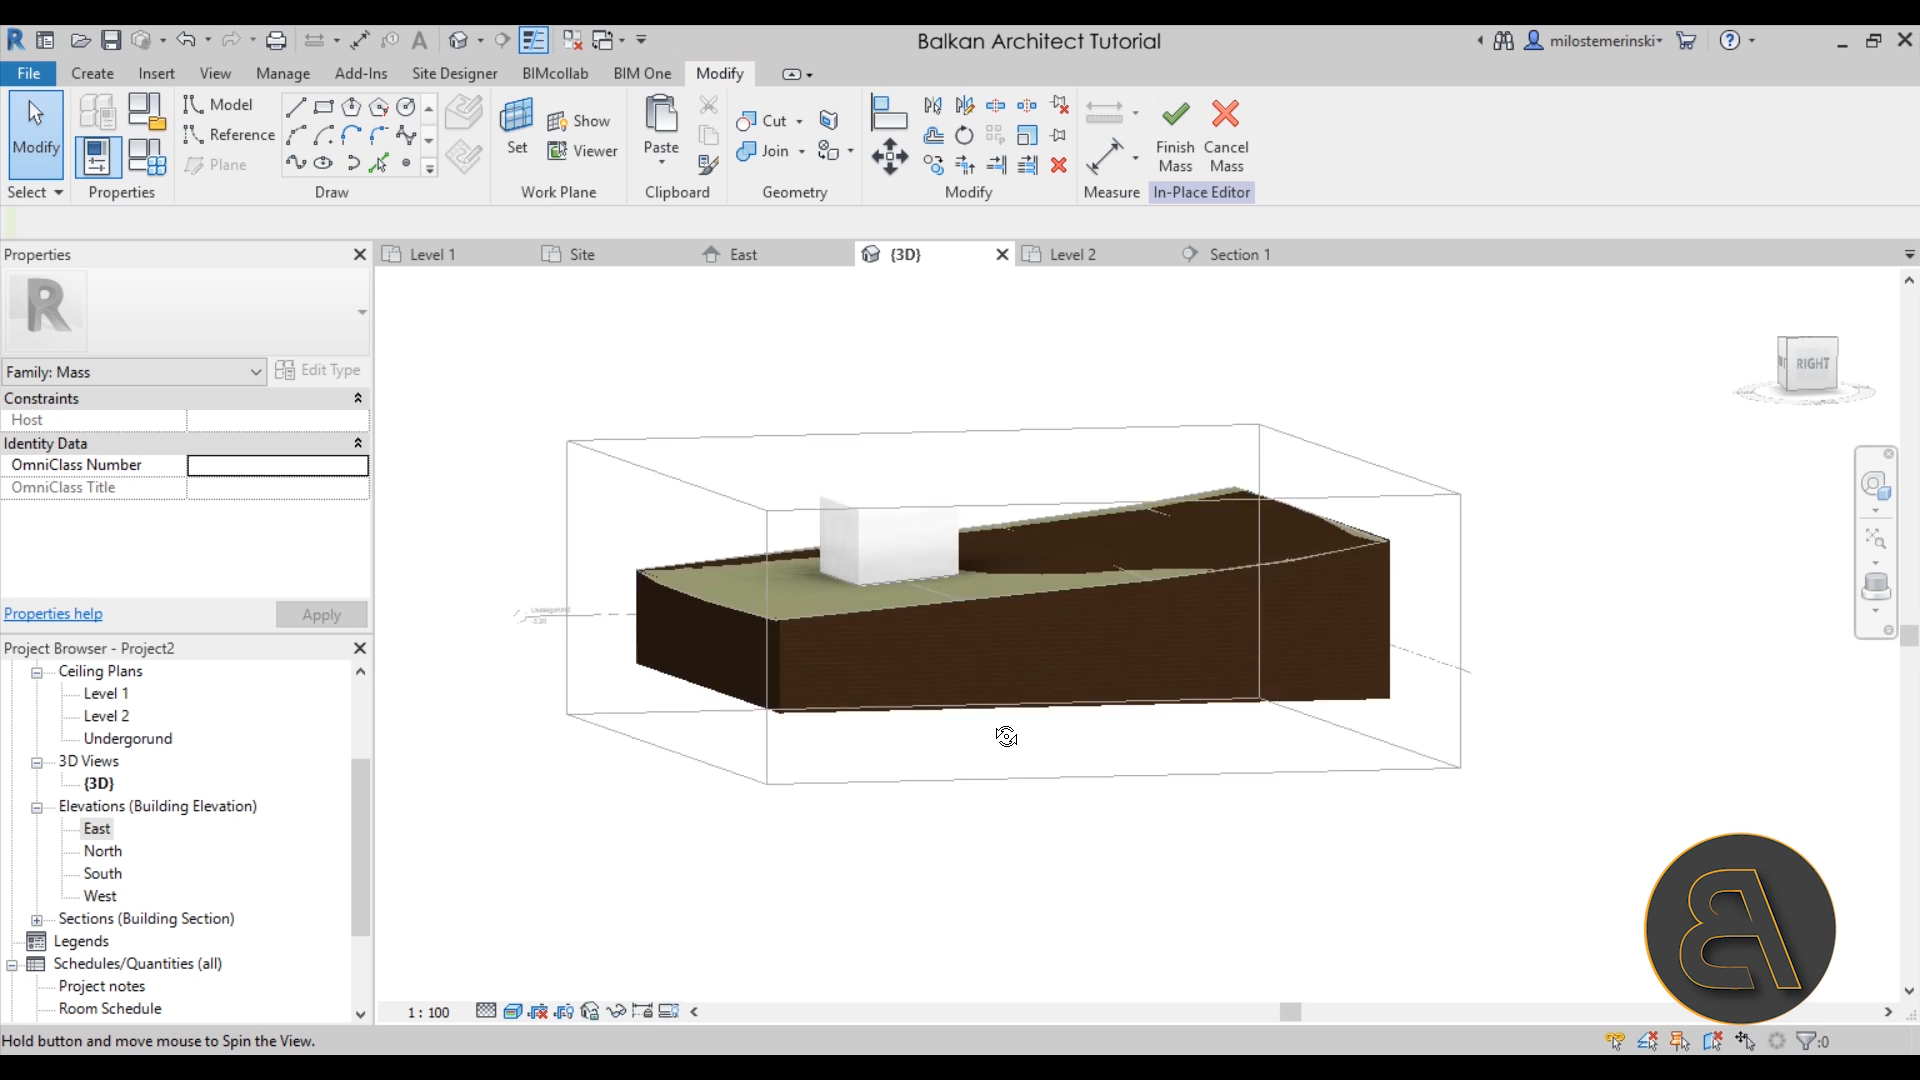 Balkan Architect Tutorial
milostemerinski
File Create Insert View Manage Add-Ins Site Designer BIMcollab BIM One Modify
Modify
Model
Reference
Plane
Set
Show
Viewer
Paste
Cut
Join
Finish Mass
Cancel Mass
Select Properties Draw Work Plane Clipboard Geometry Modify Measure In-Place Editor
Properties
Level 1 Site East {3D} Level 2 Section 1
R
Family: Mass Edit Type
Constraints
Host
Identity Data
OmniClass Number
OmniClass Title
Properties help Apply
Project Browser - Project2
Ceiling Plans
Level 1
Level 2
Undergorund
3D Views
{3D}
Elevations (Building Elevation)
East
North
South
West
Sections (Building Section)
Legends
Schedules/Quantities (all)
Project notes
Room Schedule
RIGHT
1 : 100
Hold button and move mouse to Spin the View.
:0